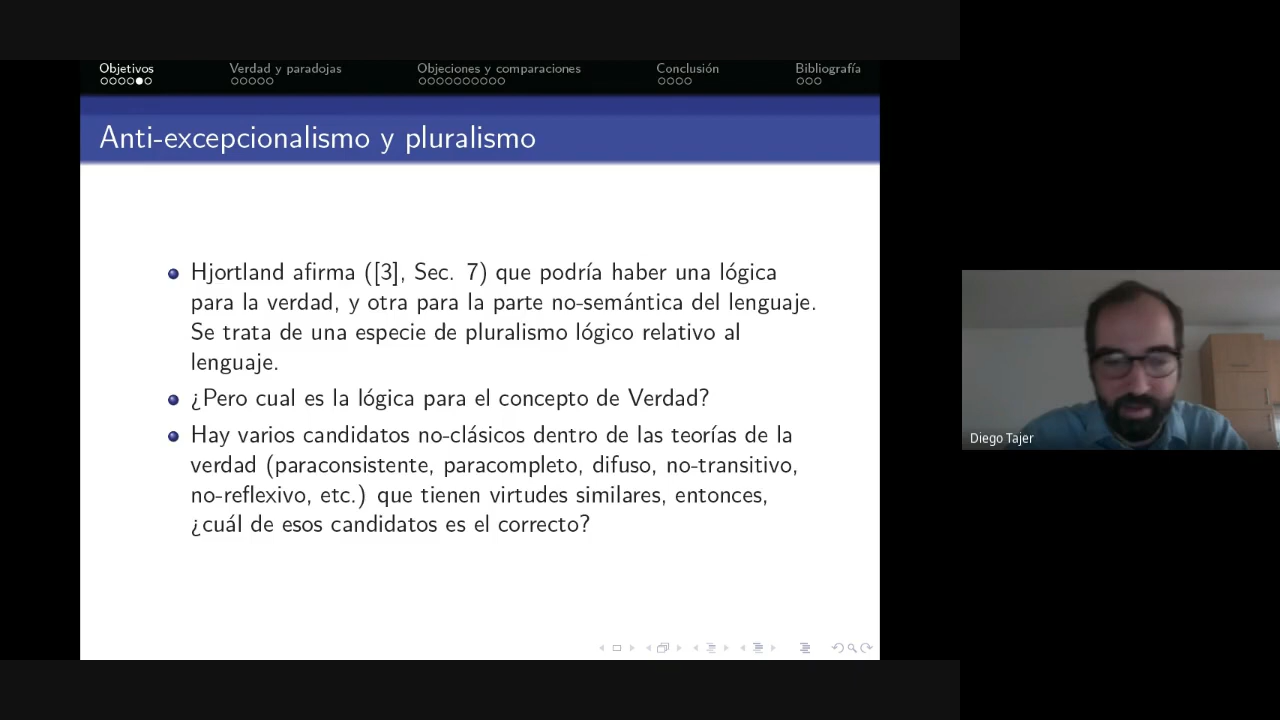 Objetivos
Verdad y paradojas
Objeciones y comparaciones
Conclusión
Bibliografía
Anti-excepcionalismo y pluralismo
Hjortland afirma ([3], Sec. 7) que podría haber una lógica
para la verdad, y otra para la parte no-semántica del lenguaje.
Se trata de una especie de pluralismo lógico relativo al
lenguaje.
¿Pero cual es la lógica para el concepto de Verdad?
Hay varios candidatos no-clásicos dentro de las teorías de la
verdad (paraconsistente, paracompleto, difuso, no-transitivo,
no-reflexivo, etc.) que tienen virtudes similares, entonces,
¿cuál de esos candidatos es el correcto?
Diego Tajer